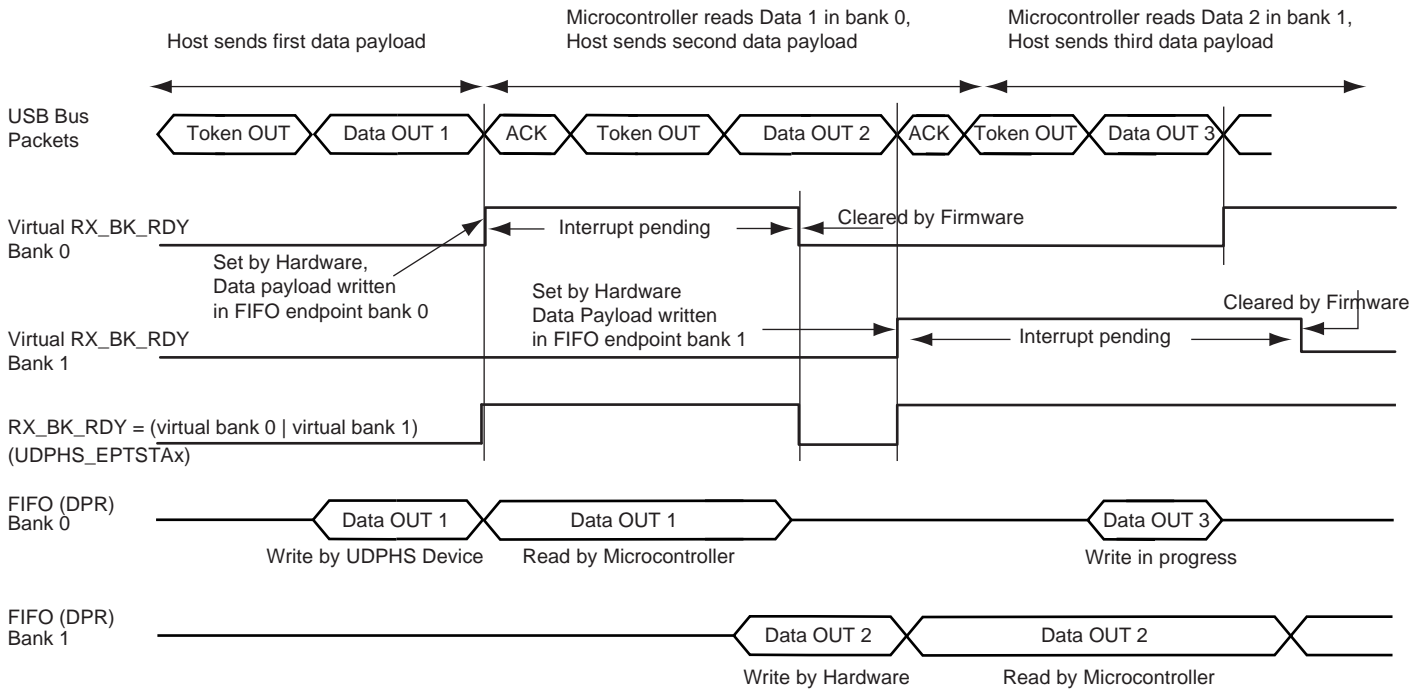 Host sends first data payload
Microcontroller reads Data 1 in bank 0,
Host sends second data payload
Microcontroller reads Data 2 in bank 1,
Host sends third data payload
USB Bus
Packets
Token OUT
Data OUT 1
ACK
Token OUT
Data OUT 2
ACK
Token OUT
Data OUT 3
Virtual RX_BK_RDY
Bank 0
Interrupt pending
Cleared by Firmware
Set by Hardware,
Data payload written
in FIFO endpoint bank 0
Set by Hardware
Data Payload written
in FIFO endpoint bank 1
Cleared by Firmware
Virtual RX_BK_RDY
Bank 1
Interrupt pending
RX_BK_RDY = (virtual bank 0 | virtual bank 1)
(UDPHS_EPTSTAx)
FIFO (DPR)
Bank 0
Data OUT 1
Data OUT 1
Data OUT 3
Write by UDPHS Device
Read by Microcontroller
Write in progress
FIFO (DPR)
Bank 1
Data OUT 2
Data OUT 2
Write by Hardware
Read by Microcontroller